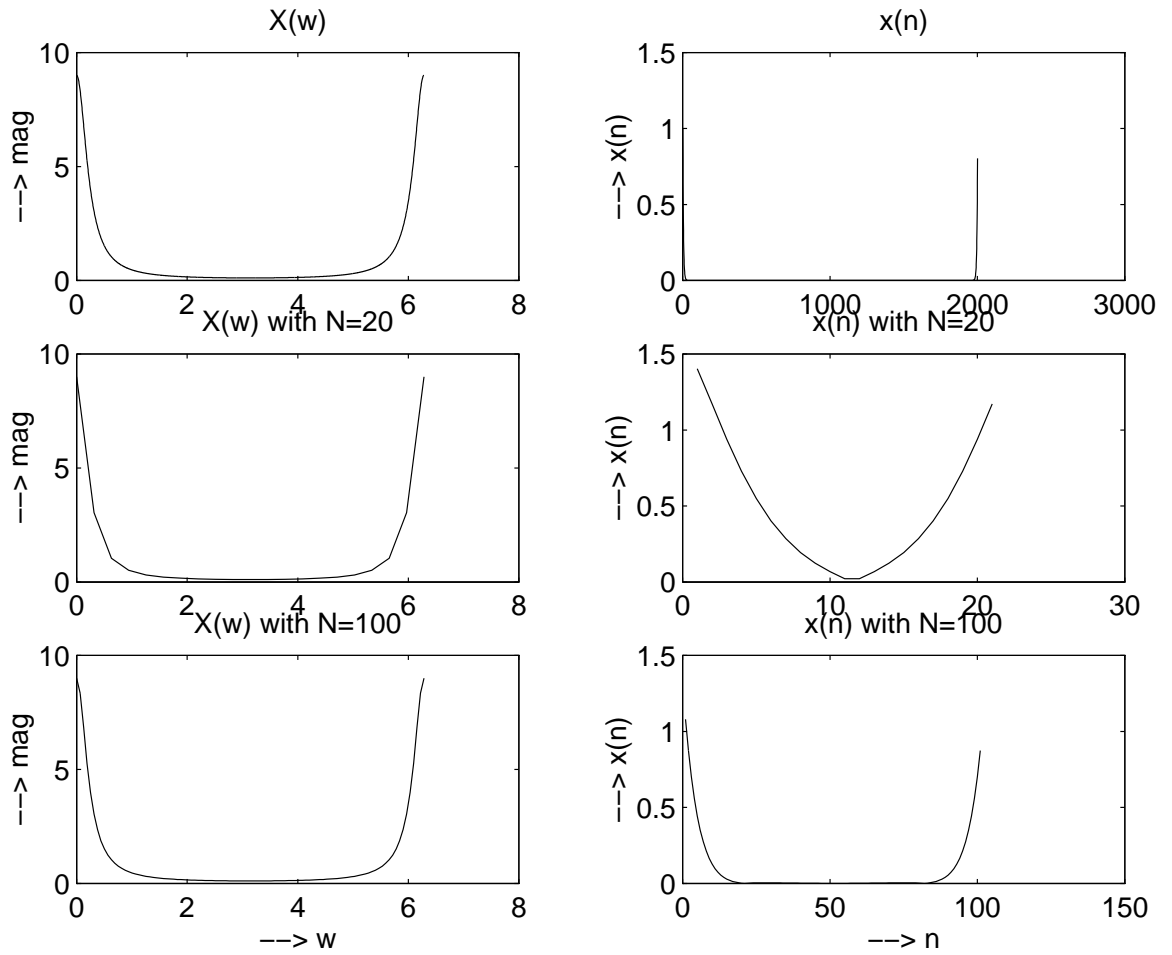 X(w)
10
5
0
0 2 4 6 8
--> mag
x(n)
1.5
1
0.5
0
0 1000 2000 3000
--> x(n)
X(w) with N=20
10
5
0
0 2 4 6 8
--> mag
x(n) with N=20
1.5
1
0.5
0
0 10 20 30
--> x(n)
X(w) with N=100
10
5
0
0 2 4 6 8
--> mag
--> w
x(n) with N=100
1.5
1
0.5
0
0 50 100 150
--> x(n)
--> n